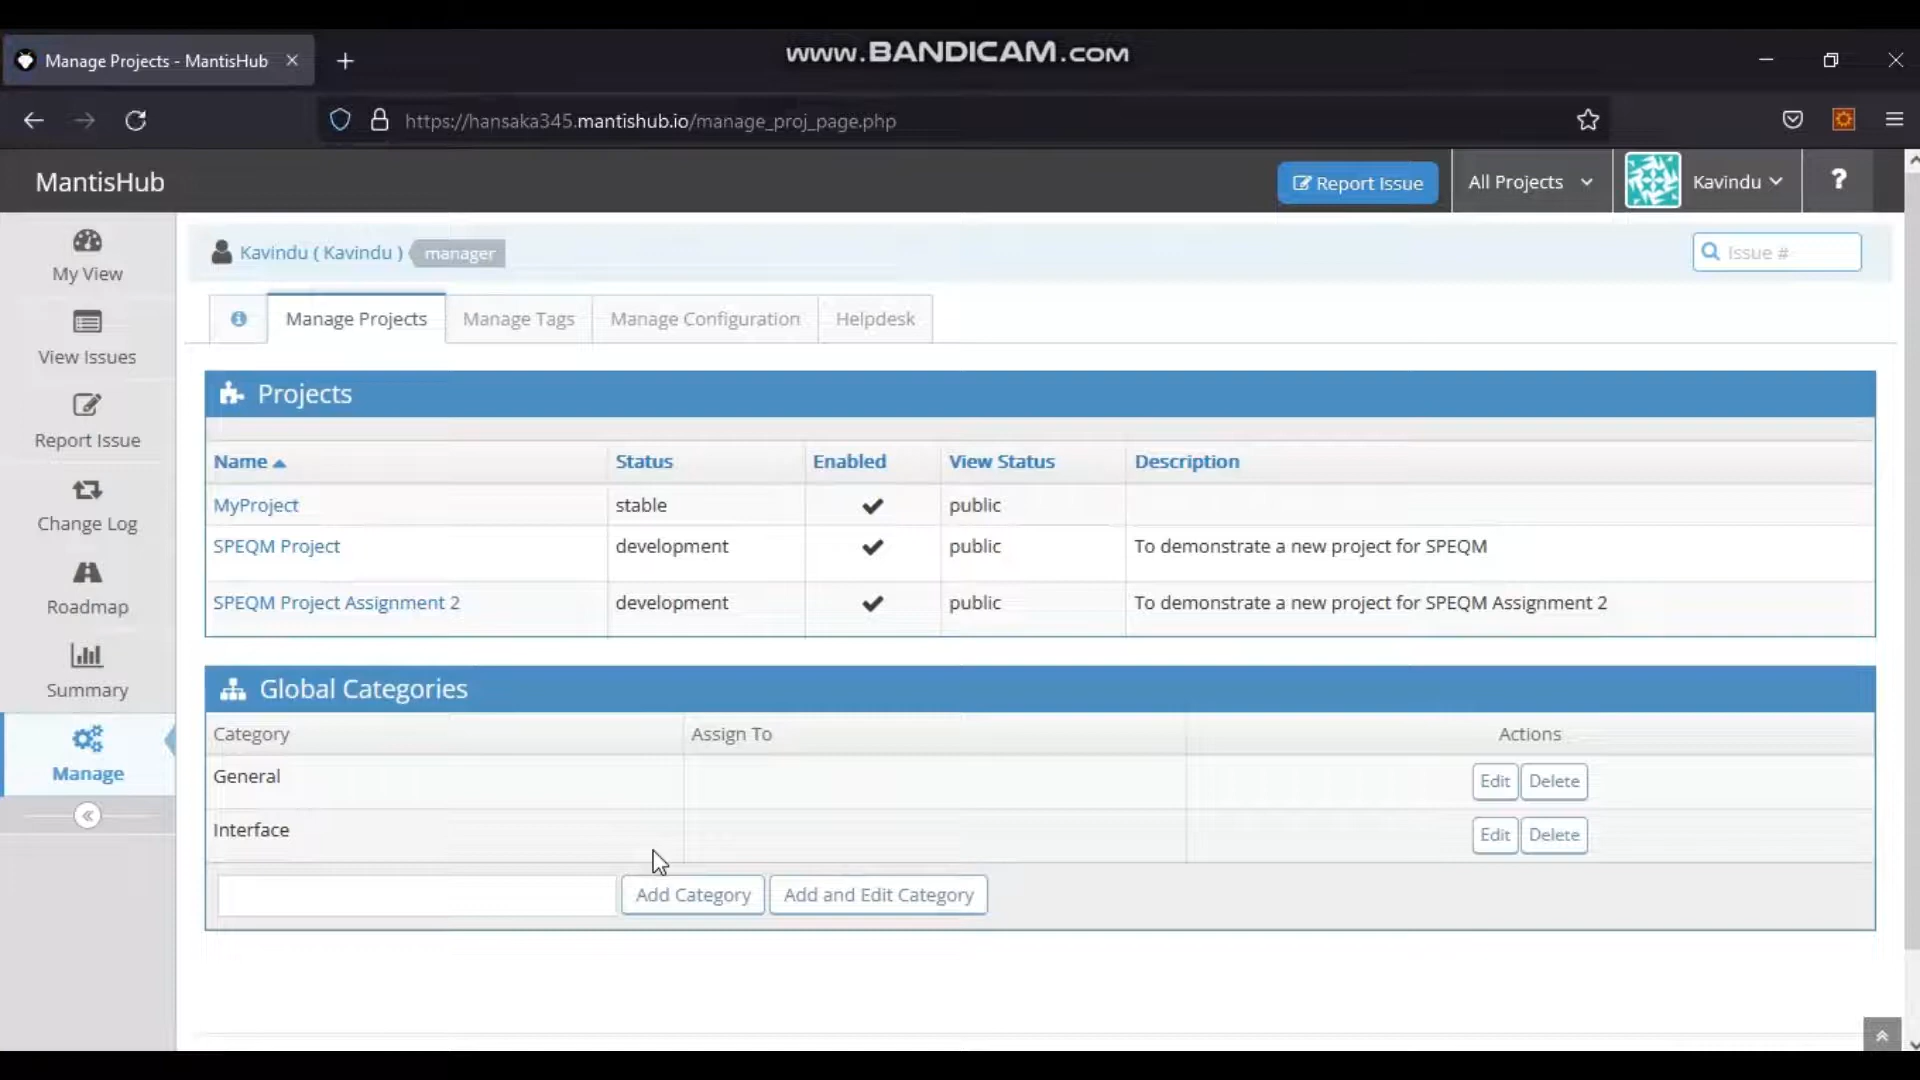 www.BANDICAM.com
Manage Projects - MantisHub
https://hansaka345.mantishub.io/manage_proj_page.php
MantisHub
Report Issue
All Projects
Kavindu
?
My View
View Issues
Report Issue
Change Log
Roadmap
Summary
Manage
Kavindu ( Kavindu ) manager
Issue #
Manage Projects Manage Tags Manage Configuration Helpdesk
Projects
Name Status Enabled View Status Description
MyProject stable public
SPEQM Project development public To demonstrate a new project for SPEQM
SPEQM Project Assignment 2 development public To demonstrate a new project for SPEQM Assignment 2
Global Categories
Category Assign To Actions
General Edit Delete
Interface Edit Delete
Add Category Add and Edit Category